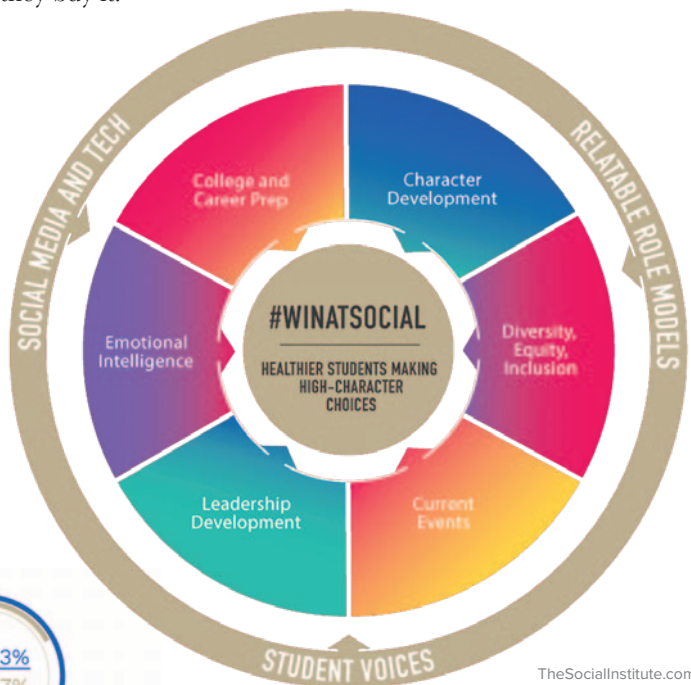 SOCIAL MEDIA AND TECH
RELATABLE ROLE MODELS
College and
Career Prep
Character
Development
Emotional
Intelligence
#WINATSOCIAL
HEALTHIER STUDENTS MAKING
HIGH-CHARACTER
CHOICES
Diversity,
Equity,
Inclusion
Leadership
Development
Current
Events
3%
STUDENT VOICES
TheSocialInstitute.com